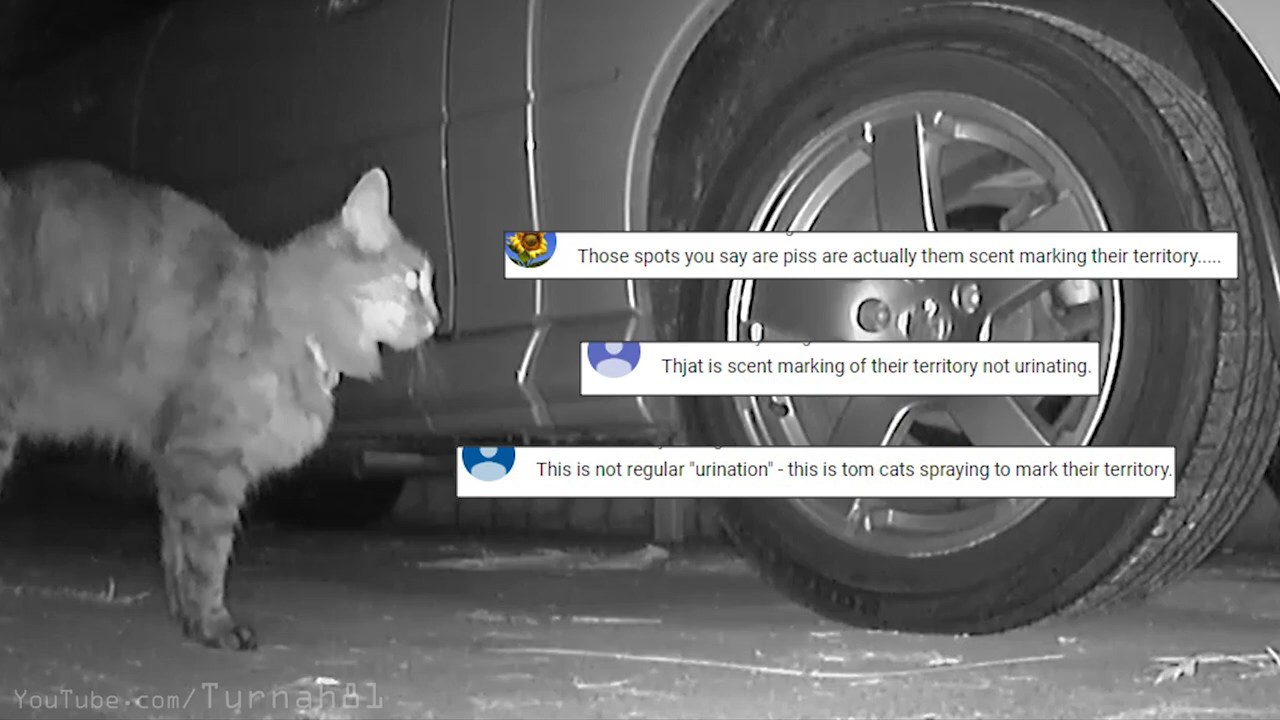 Those spots you say are piss are actually them scent marking their territory.....
Thjat is scent marking of their territory not urinating.
This is not regular "urination" - this is tom cats spraying to mark their territory.
YouTube.com/Turnah81